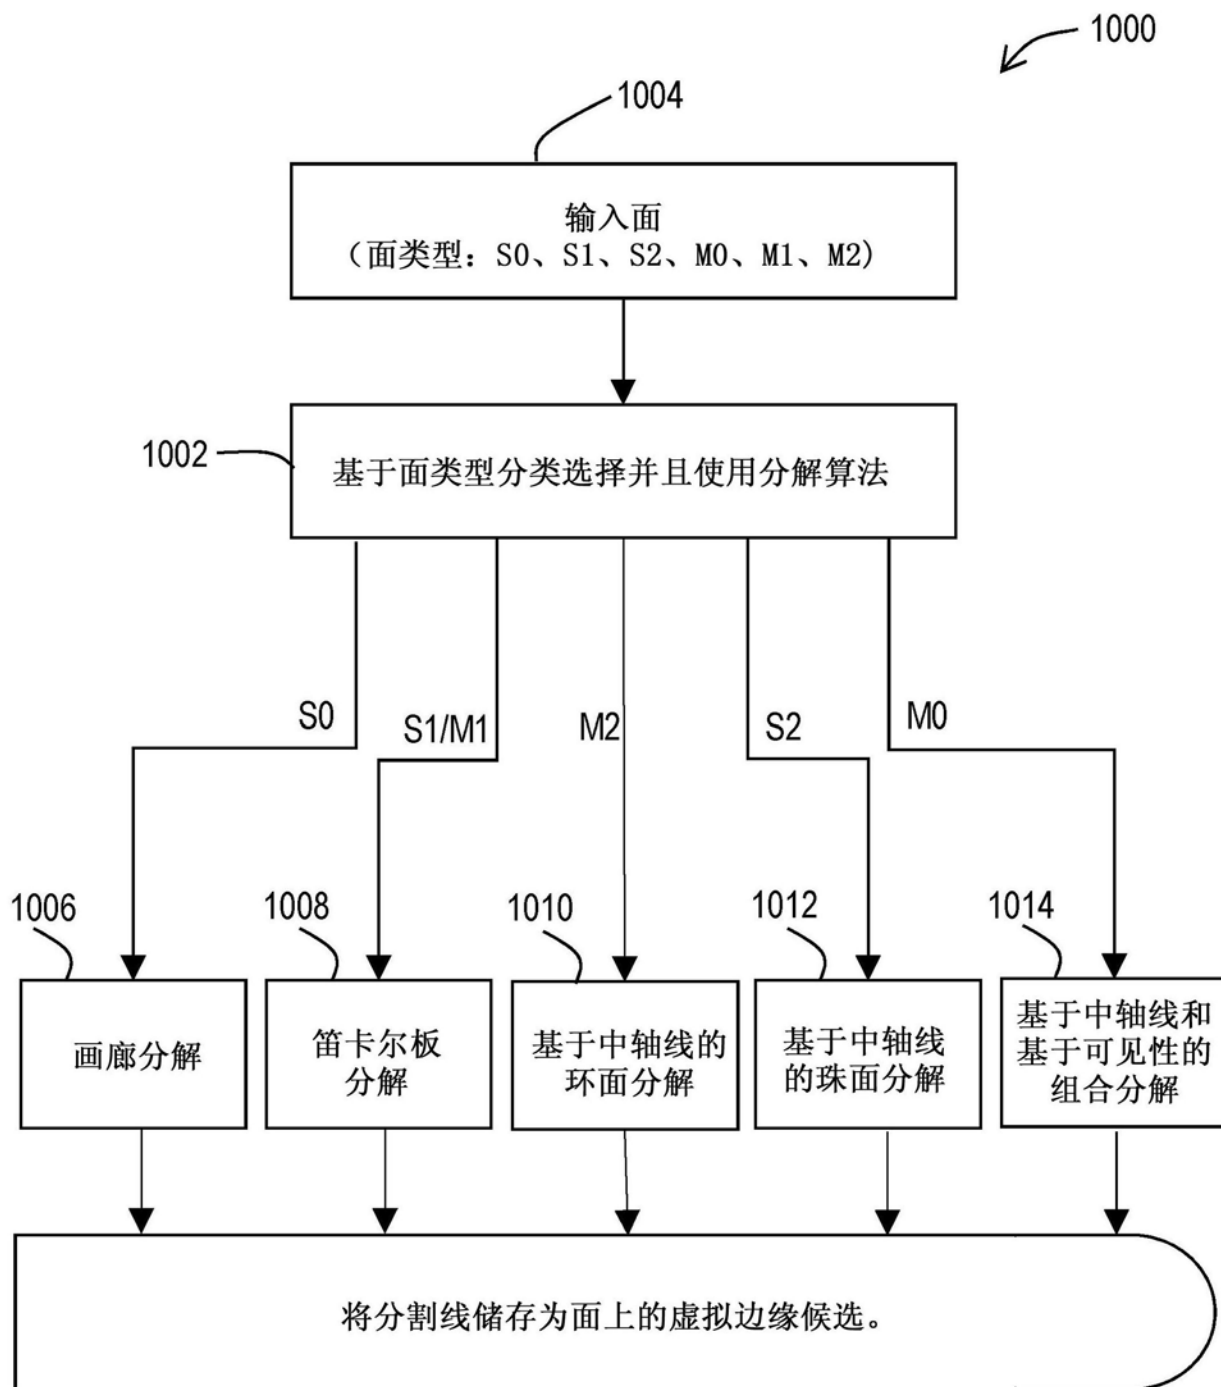 1000
1004
输入面
（面类型：S0、S1、S2、M0、M1、M2）
1002
基于面类型分类选择并且使用分解算法
S0
S1/M1
M2
S2
M0
1006
1008
1010
1012
1014
画廊分解
笛卡尔板
分解
基于中轴线的
环面分解
基于中轴线
的珠面分解
基于中轴线和
基于可见性的
组合分解
将分割线储存为面上的虚拟边缘候选。